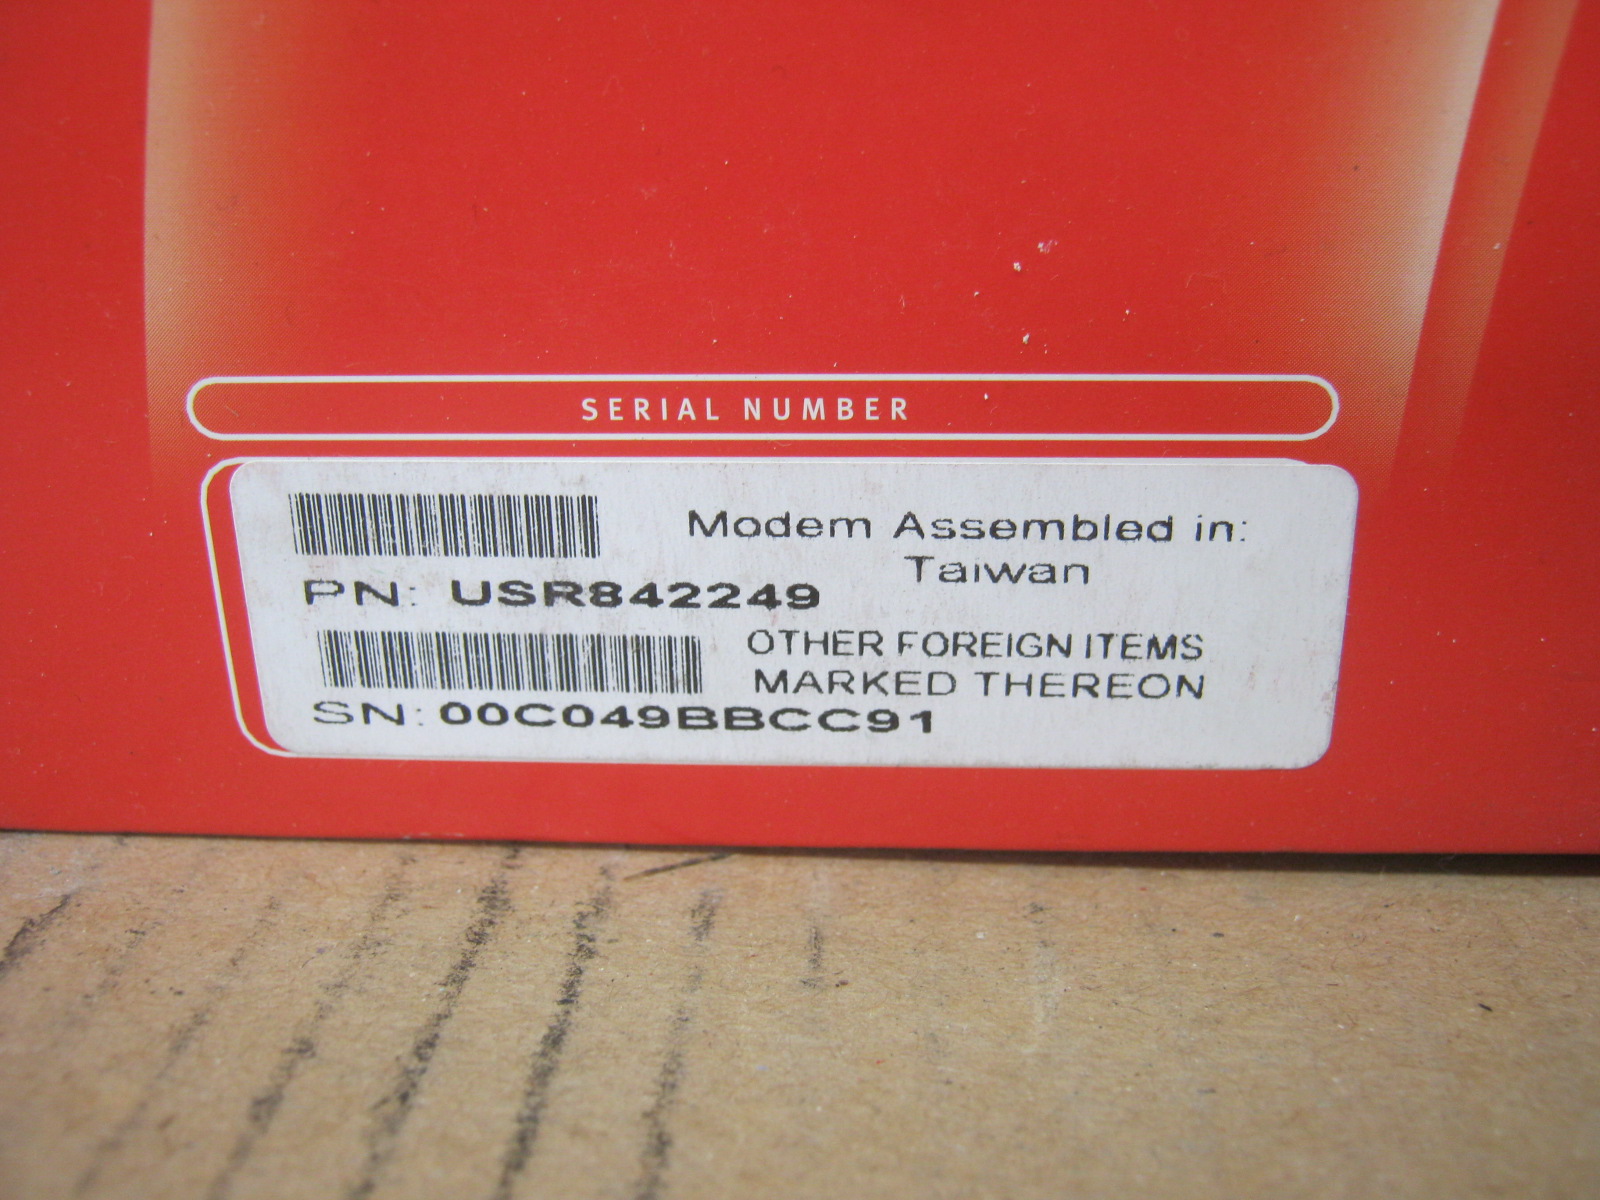 SERIAL NUMBER
Modem Assembled in:
Taiwan
PN: USR842249
OTHER FOREIGN ITEMS
MARKED THEREON
SN: 00C049BBCC91